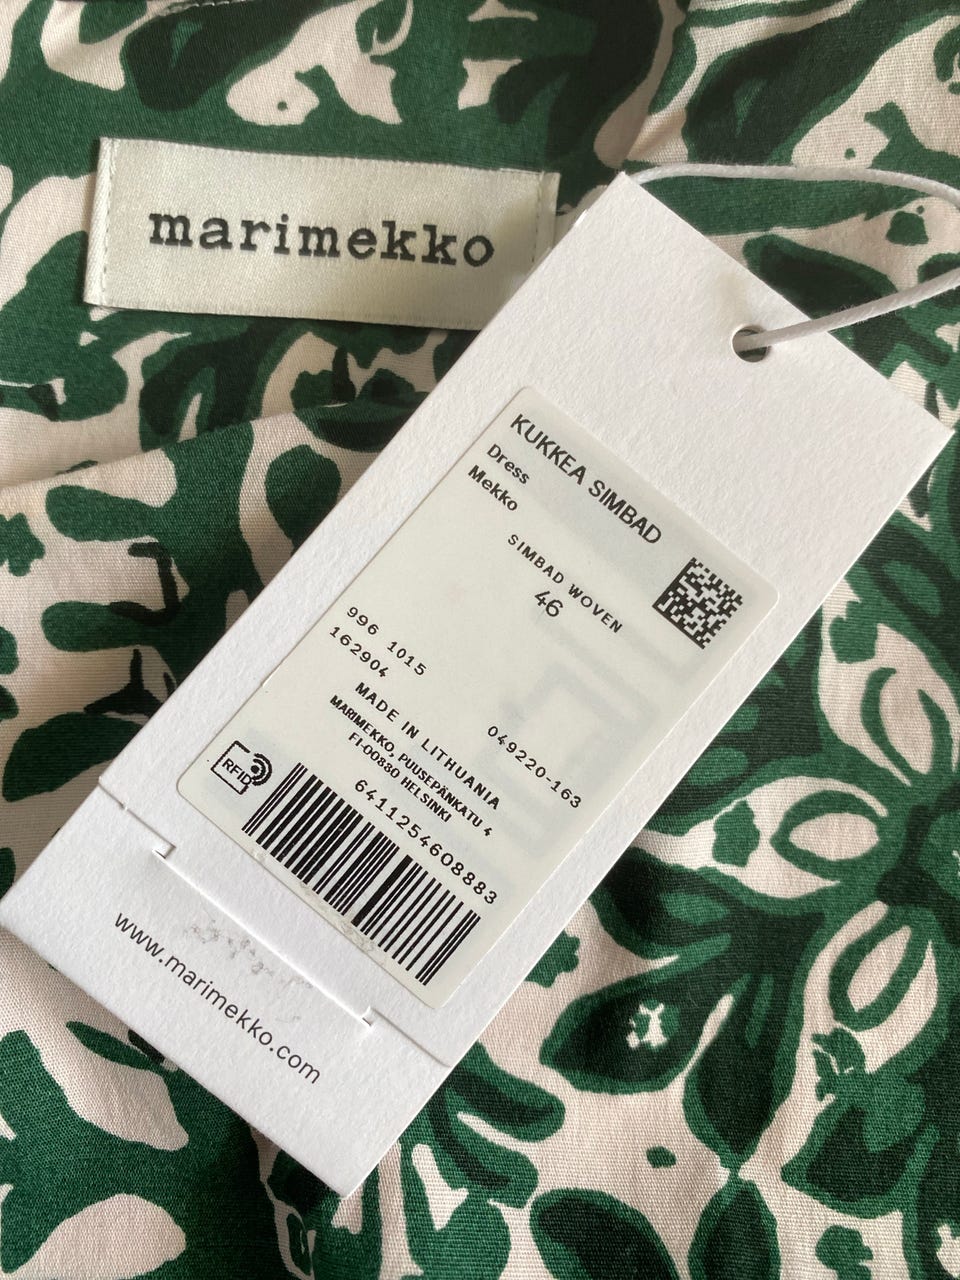 marimekko
KUKKEA SIMBAD
Dress
Mekko
SIMBAD WOVEN
46
996 1015
162904
049220-163
MADE IN LITHUANIA
MARIMEKKO, PUUSEPÄNKATU 4
FI-00880 HELSINKI
RFID
6411254608883
www.marimekko.com